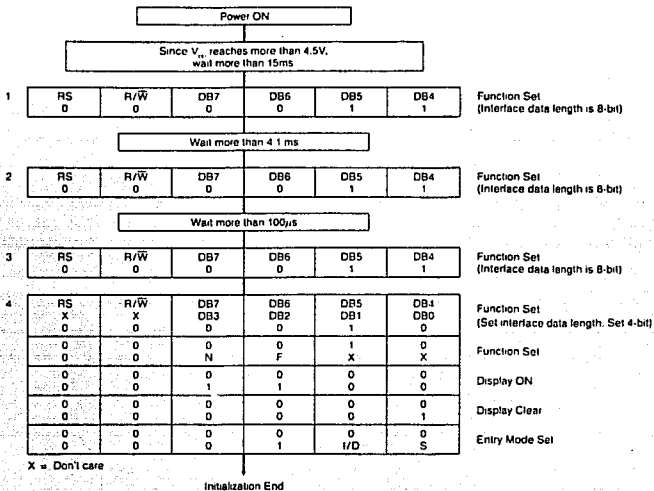 Power ON
Since Vcc reaches more than 4.5V,
wait more than 15ms
1 RS R/W̅ DB7 DB6 DB5 DB4 Function Set
0 0 0 0 1 1 (Interface data length is 8-bit)
Wait more than 4.1 ms
2 RS R/W̅ DB7 DB6 DB5 DB4 Function Set
0 0 0 0 1 1 (Interface data length is 8-bit)
Wait more than 100µs
3 RS R/W̅ DB7 DB6 DB5 DB4 Function Set
0 0 0 0 1 1 (Interface data length is 8-bit)
4 RS R/W̅ DB7 DB6 DB5 DB4 Function Set
X X DB3 DB2 DB1 DB0 (Set interface data length. Set 4-bit)
0 0 0 0 1 0
0 0 0 0 1 0 Function Set
0 0 N F X X
0 0 0 0 0 0 Display ON
0 0 1 1 0 0
0 0 0 0 0 0 Display Clear
0 0 0 0 0 1
0 0 0 0 0 0 Entry Mode Set
0 0 0 1 I/D S
X = Don't care
Initialization End